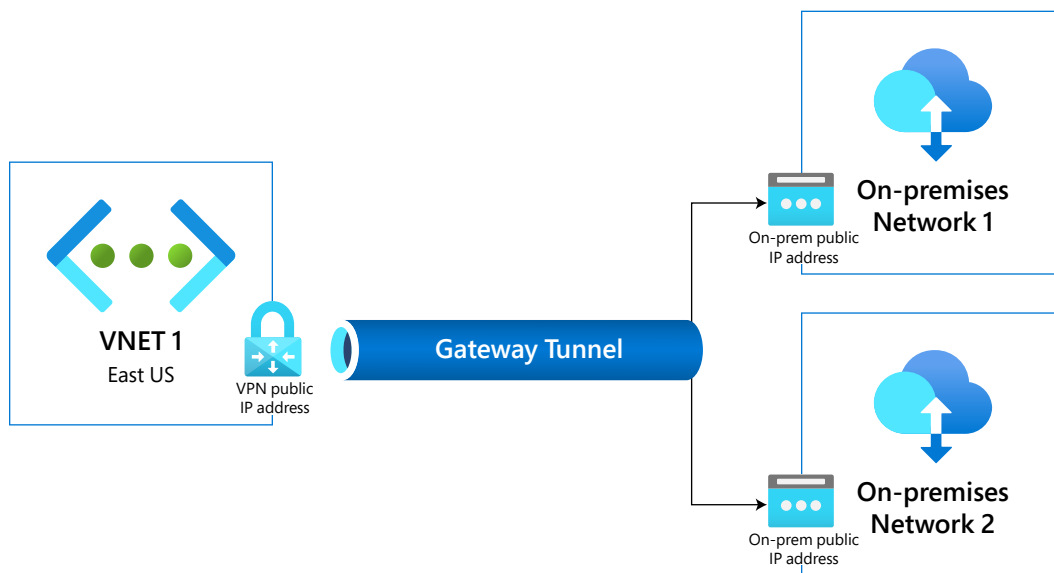 VNET 1
East US
VPN public
IP address
Gateway Tunnel
On-premises
Network 1
On-prem public
IP address
On-premises
Network 2
On-prem public
IP address